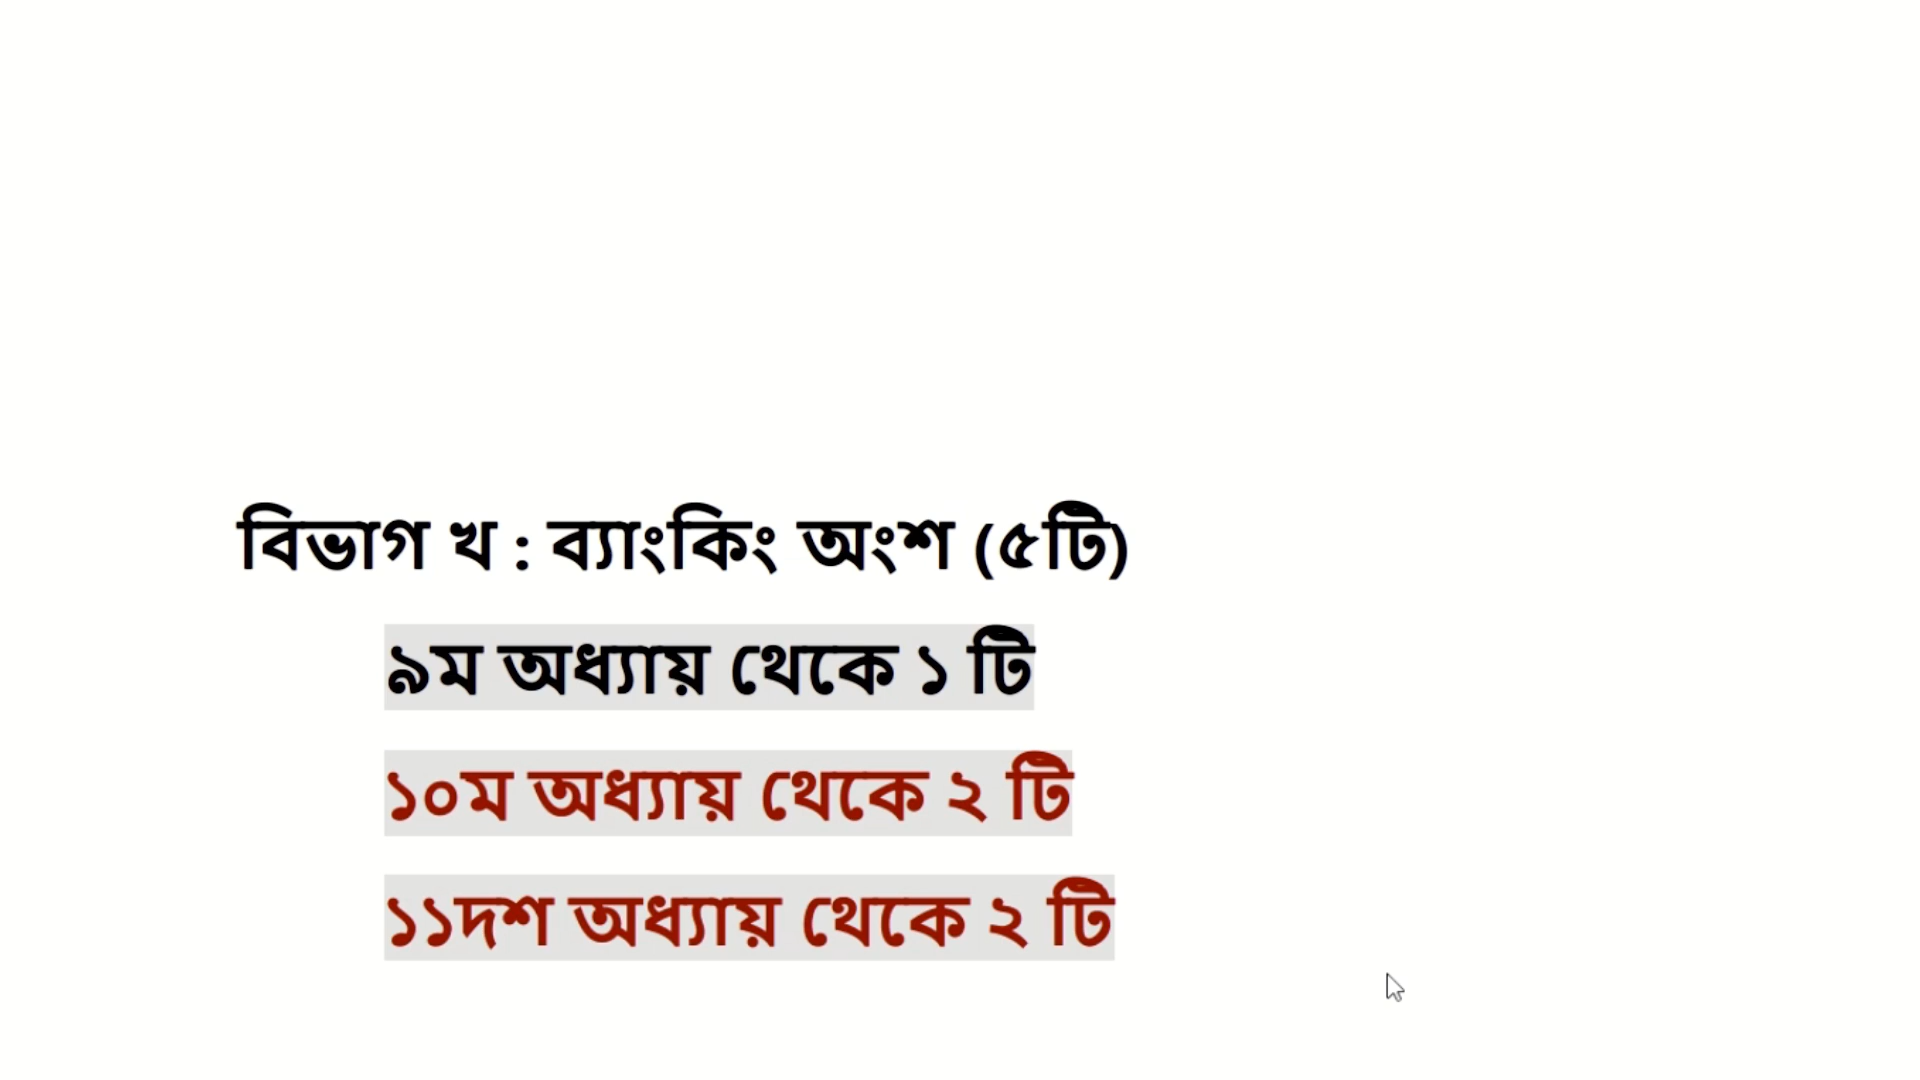 বিভাগ খ : ব্যাংকিং অংশ (৫টি)
৯ম অধ্যায় থেকে ১ টি
১০ম অধ্যায় থেকে ২ টি
১১দশ অধ্যায় থেকে ২ টি